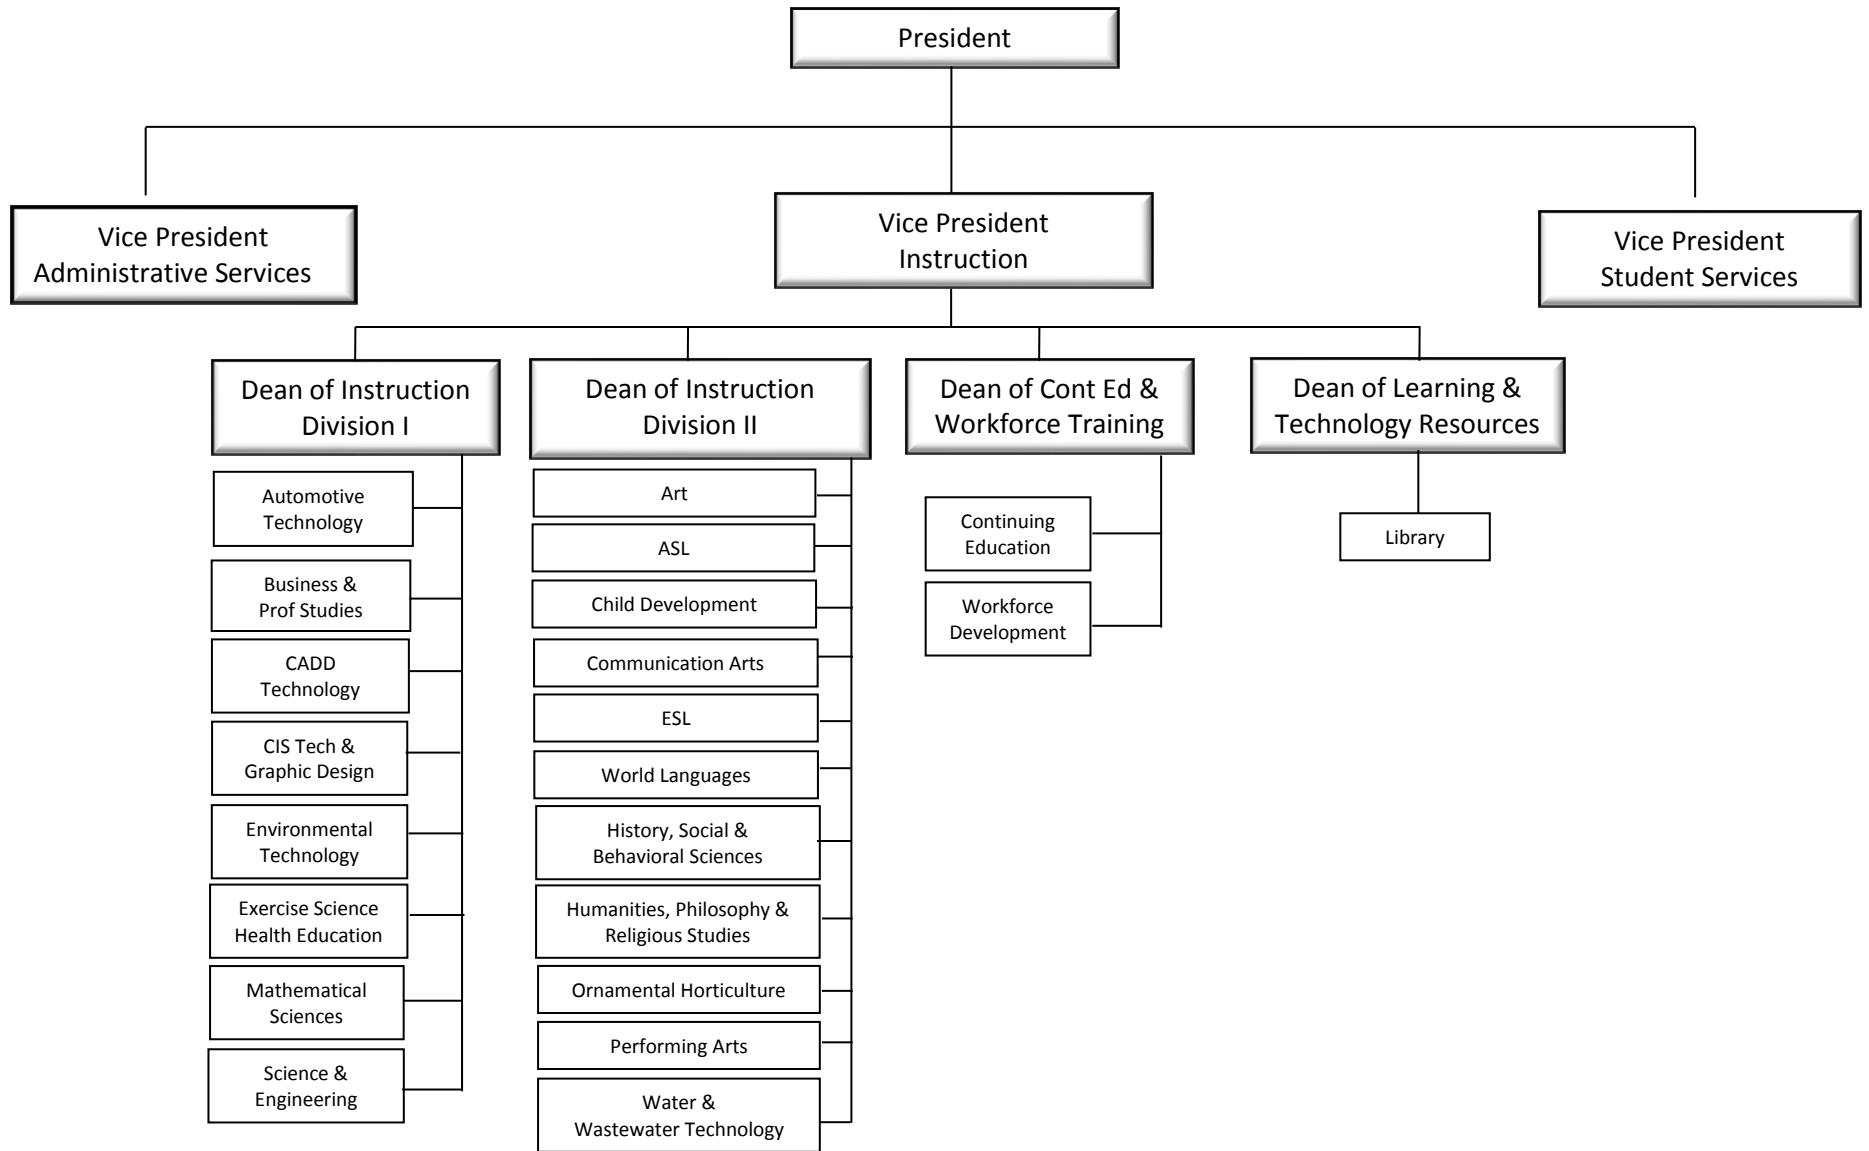 President
Vice President
Administrative Services
Vice President
Instruction
Vice President
Student Services
Dean of Instruction
Division I
Dean of Instruction
Division II
Dean of Cont Ed &
Workforce Training
Dean of Learning &
Technology Resources
Automotive
Technology
Business &
Prof Studies
CADD
Technology
CIS Tech &
Graphic Design
Environmental
Technology
Exercise Science
Health Education
Mathematical
Sciences
Science &
Engineering
Art
ASL
Child Development
Communication Arts
ESL
World Languages
History, Social &
Behavioral Sciences
Humanities, Philosophy &
Religious Studies
Ornamental Horticulture
Performing Arts
Water &
Wastewater Technology
Continuing
Education
Workforce
Development
Library